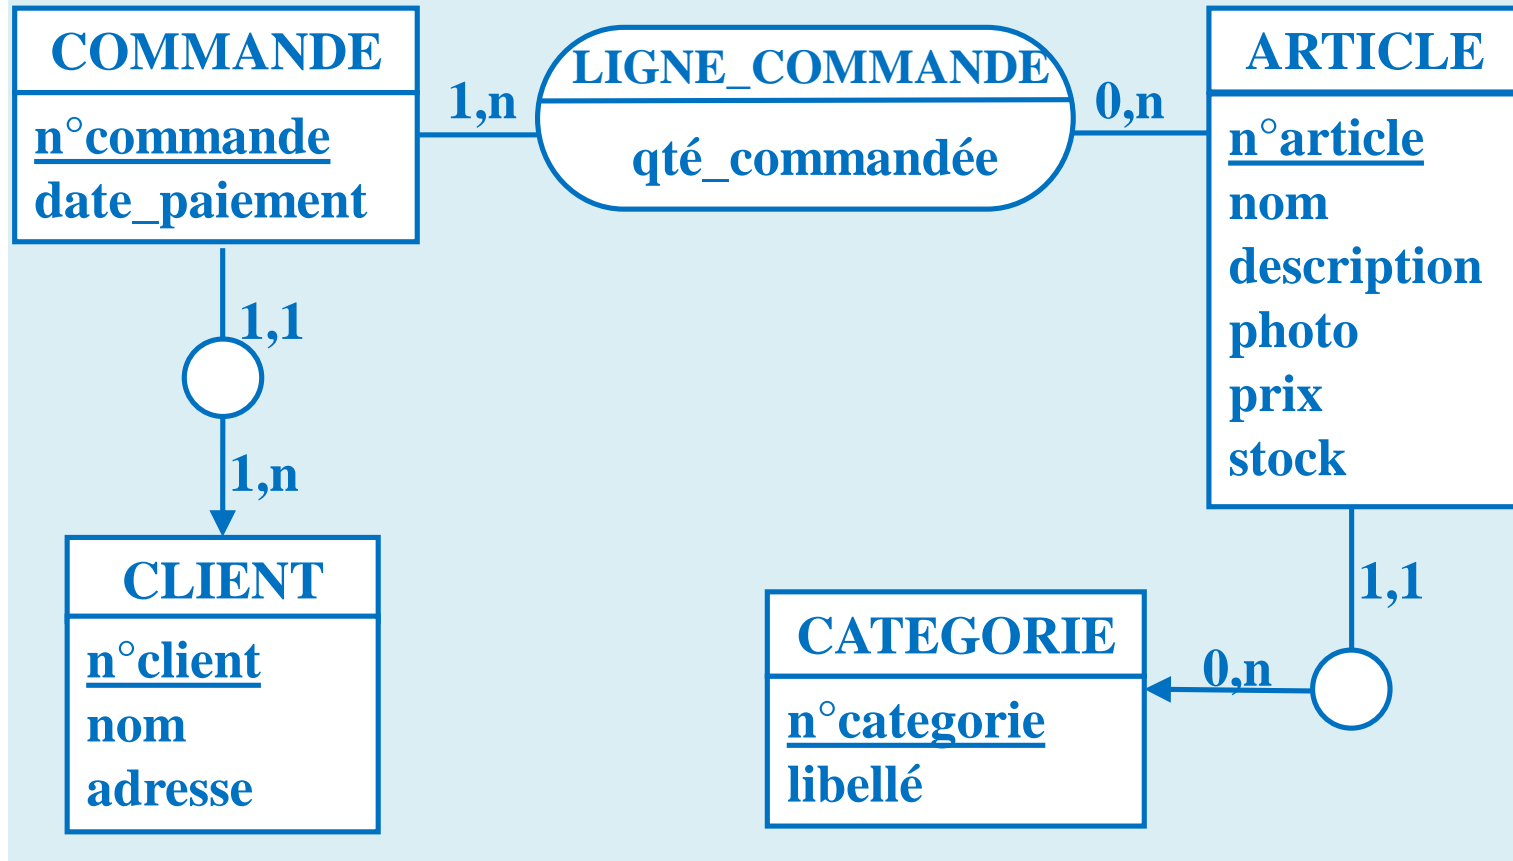 COMMANDE
n°commande
date_paiement
1,n
LIGNE_COMMANDE
qté_commandée
0,n
ARTICLE
n°article
nom
description
photo
prix
stock
1,1
1,n
CLIENT
n°client
nom
adresse
1,1
0,n
CATEGORIE
n°categorie
libellé